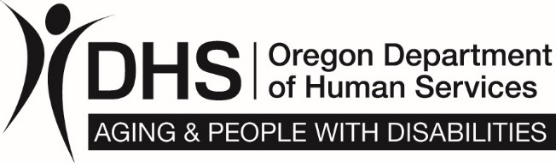 DHS | Oregon Department
of Human Services
AGING & PEOPLE WITH DISABILITIES